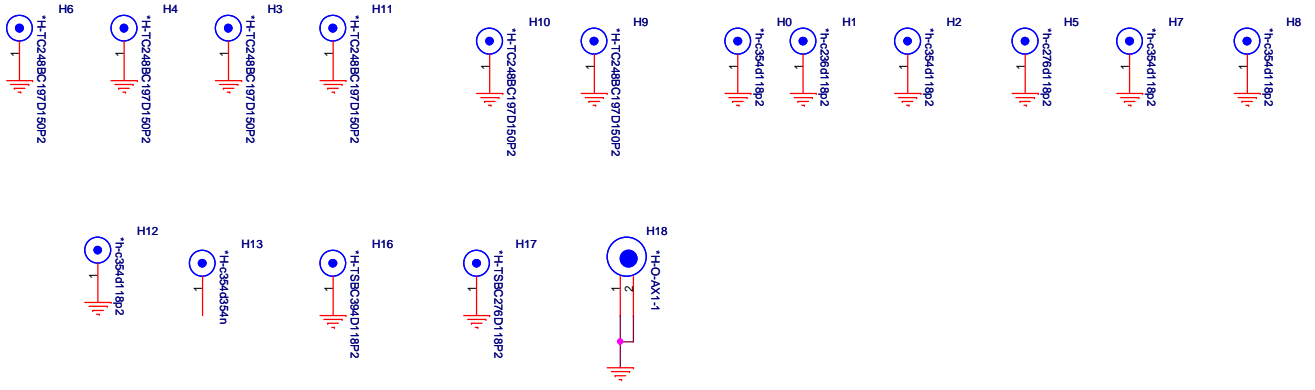 H6
*H-TC248BC197D150P2
1
H4
*H-TC248BC197D150P2
1
H3
*H-TC248BC197D150P2
1
H11
*H-TC248BC197D150P2
1
H10
*H-TC248BC197D150P2
1
H9
*H-TC248BC197D150P2
1
H0
*h-c354d118p2
1
H1
*h-c236d118p2
1
H2
*h-c354d118p2
1
H5
*h-c276d118p2
1
H7
*h-c354d118p2
1
H8
*h-c354d118p2
1
H12
*h-c354d118p2
1
H13
*H-c354d354n
1
H16
*H-TSBC394D118P2
1
H17
*H-TSBC276D118P2
1
H18
*H-O-AX1-1
1
2